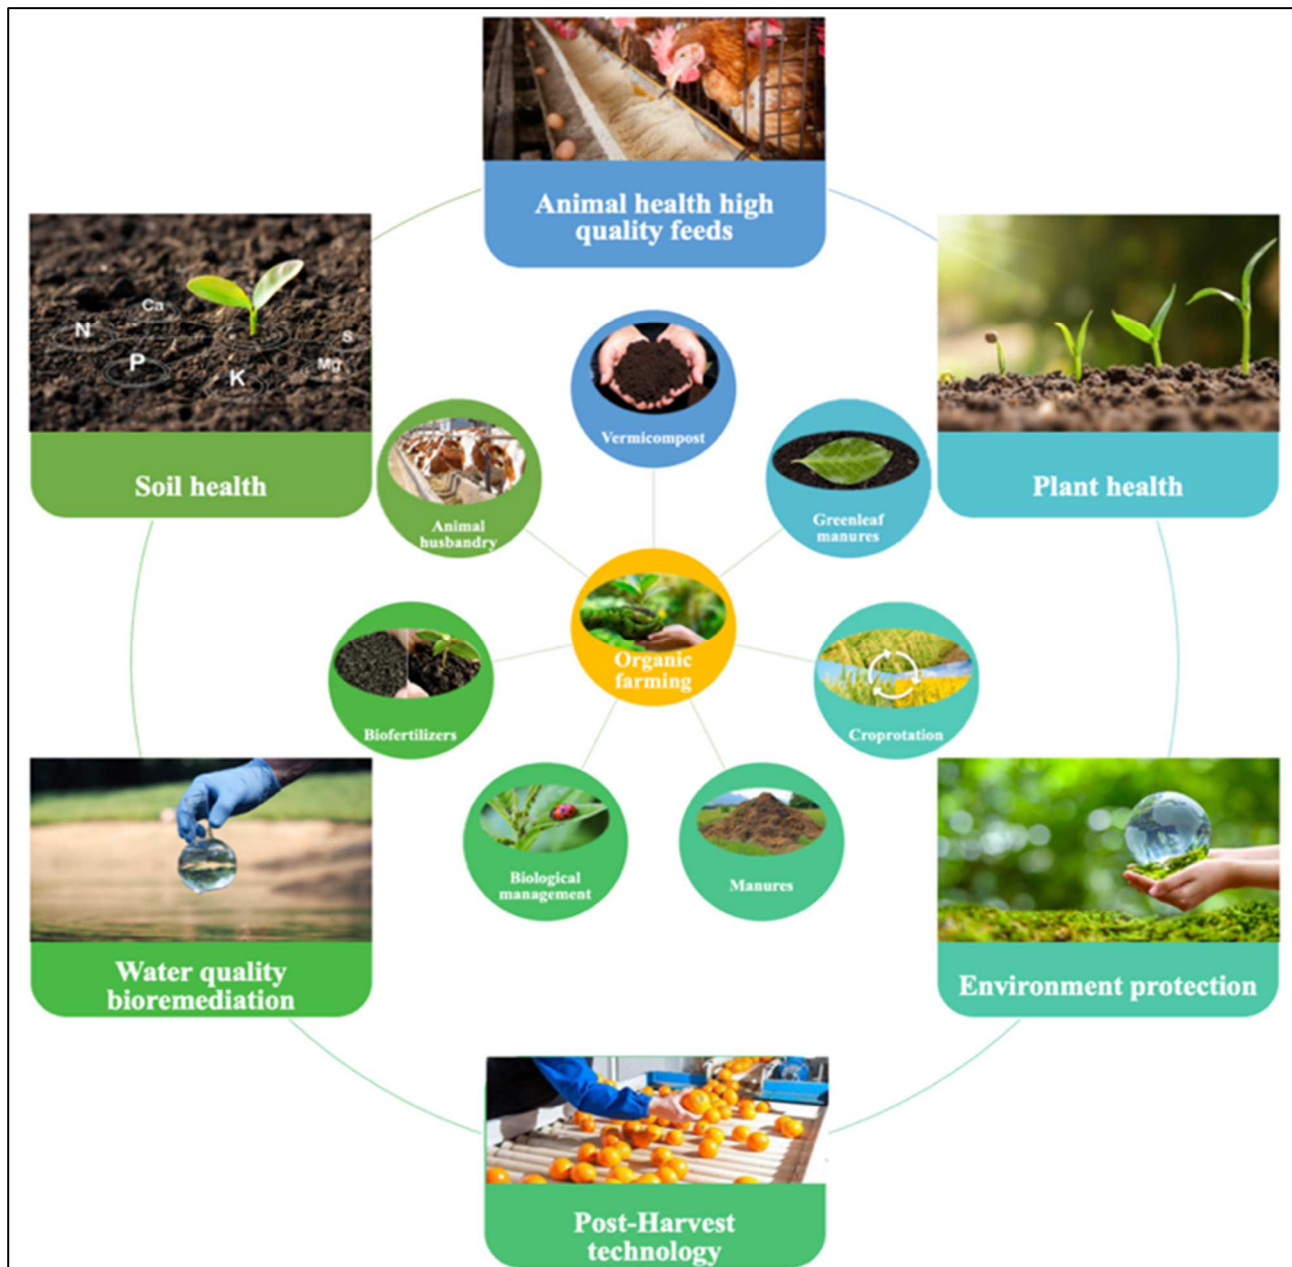 Animal health high
quality feeds
Ca
N
S
P
Mg
K
Soil health
Plant health
Vermicompost
Animal
husbandry
Greenleaf
manures
Organic
farming
Biofertilizers
Croprotation
Biological
management
Manures
Water quality
bioremediation
Environment protection
Post-Harvest
technology